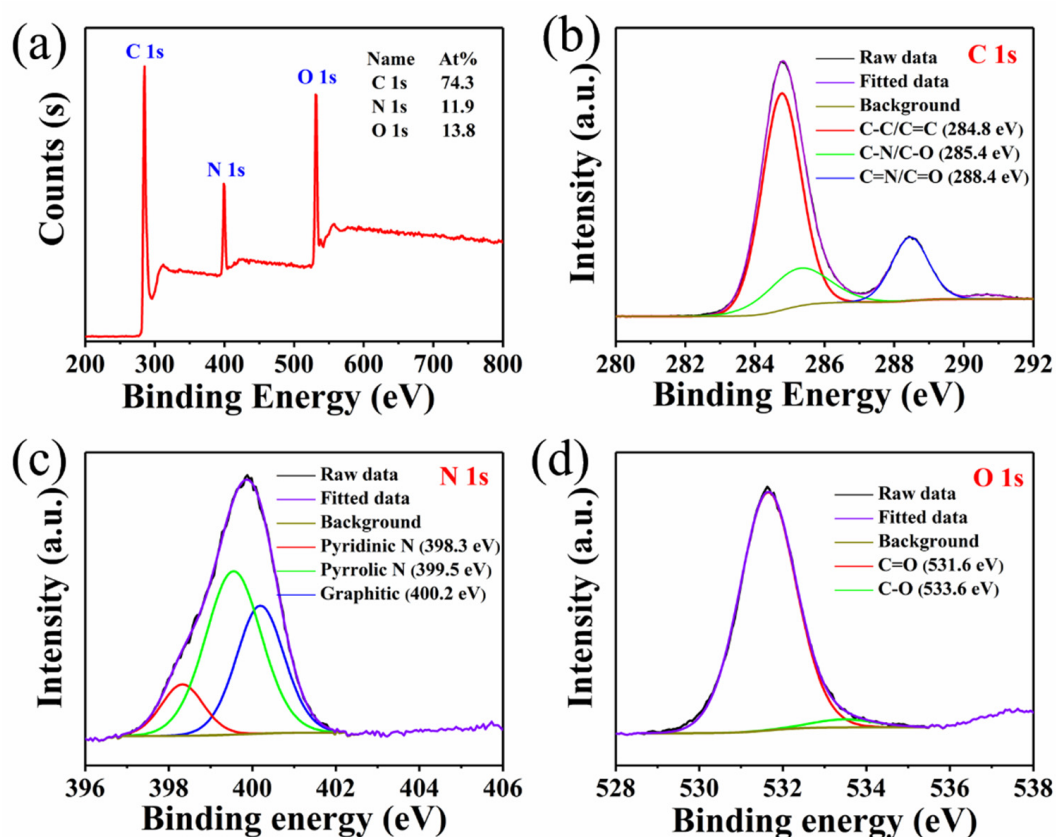 (a)
C 1s
N 1s
O 1s
Name At%
C 1s 74.3
N 1s 11.9
O 1s 13.8
Counts (s)
200 300 400 500 600 700 800
Binding Energy (eV)
(b)
C 1s
Raw data
Fitted data
Background
C-C/C=C (284.8 eV)
C-N/C-O (285.4 eV)
C=N/C=O (288.4 eV)
Intensity (a.u.)
280 282 284 286 288 290 292
Binding Energy (eV)
(c)
N 1s
Raw data
Fitted data
Background
Pyridinic N (398.3 eV)
Pyrrolic N (399.5 eV)
Graphitic (400.2 eV)
Intensity (a.u.)
396 398 400 402 404 406
Binding energy (eV)
(d)
O 1s
Raw data
Fitted data
Background
C=O (531.6 eV)
C-O (533.6 eV)
Intensity (a.u.)
528 530 532 534 536 538
Binding energy (eV)